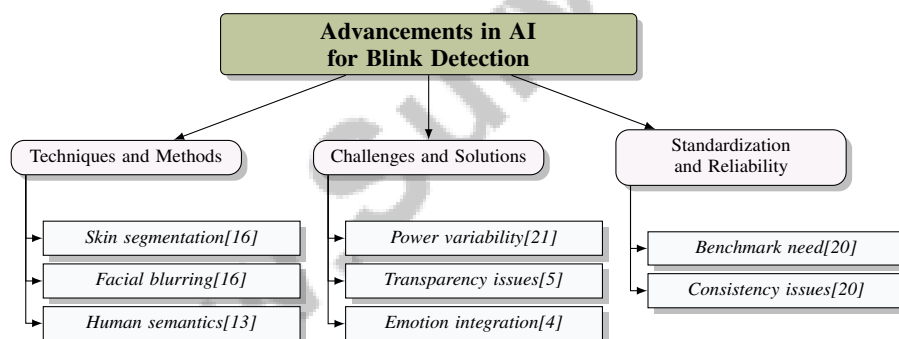 Advancements in AI
for Blink Detection
Techniques and Methods
Skin segmentation[16]
Facial blurring[16]
Human semantics[13]
Challenges and Solutions
Power variability[21]
Transparency issues[5]
Emotion integration[4]
Standardization
and Reliability
Benchmark need[20]
Consistency issues[20]